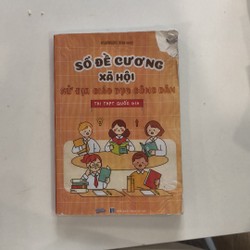 SỔ ĐỀ CƯƠNG
XÃ HỘI
SỬ ĐỊA GIÁO DỤC CÔNG DÂN
THI THPT QUỐC GIA